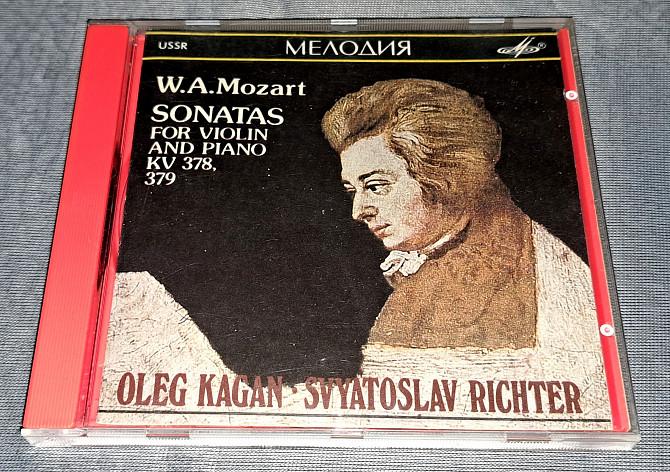 USSR МЕЛОДИЯ
W.A.Mozart
SONATAS
FOR VIOLIN
AND PIANO
KV 378,
379
OLEG KAGAN · SVYATOSLAV RICHTER